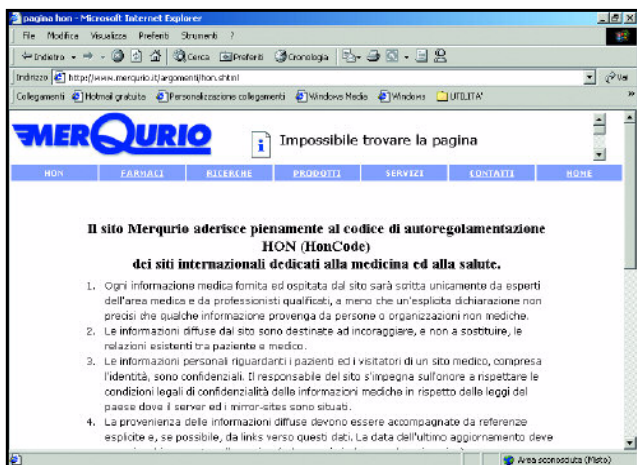 pagina hon - Microsoft Internet Explorer
File Modifica Visualizza Preferiti Strumenti ?
Indietro Cerca Preferiti Cronologia
Indirizzo http://www.merqurio.it/argomenti/hon.shtml Vai
Collegamenti Hotmail gratuita Personalizzazione collegamenti Windows Media Windows UTILITA' »
MERQURIO Impossibile trovare la pagina
HON FARMACI RICERCHE PRODOTTI SERVIZI CONTATTI HOME
Il sito Merqurio aderisce pienamente al codice di autoregolamentazione
HON (HonCode)
dei siti internazionali dedicati alla medicina ed alla salute.
1. Ogni informazione medica fornita ed ospitata dal sito sarà scritta unicamente da esperti
dell'area medica e da professionisti qualificati, a meno che un'esplicita dichiarazione non
precisi che qualche informazione provenga da persone o organizzazioni non mediche.
2. Le informazioni diffuse dal sito sono destinate ad incoraggiare, e non a sostituire, le
relazioni esistenti tra paziente e medico.
3. Le informazioni personali riguardanti i pazienti ed i visitatori di un sito medico, compresa
l'identità, sono confidenziali. Il responsabile del sito s'impegna sull'onore a rispettare le
condizioni legali di confidenzialità delle informazioni mediche in rispetto delle leggi del
paese dove il server ed i mirror-sites sono situati.
4. La provenienza delle informazioni diffuse devono essere accompagnate da referenze
esplicite e, se possibile, da links verso questi dati. La data dell'ultimo aggiornamento deve
Area sconosciuta (Misto)